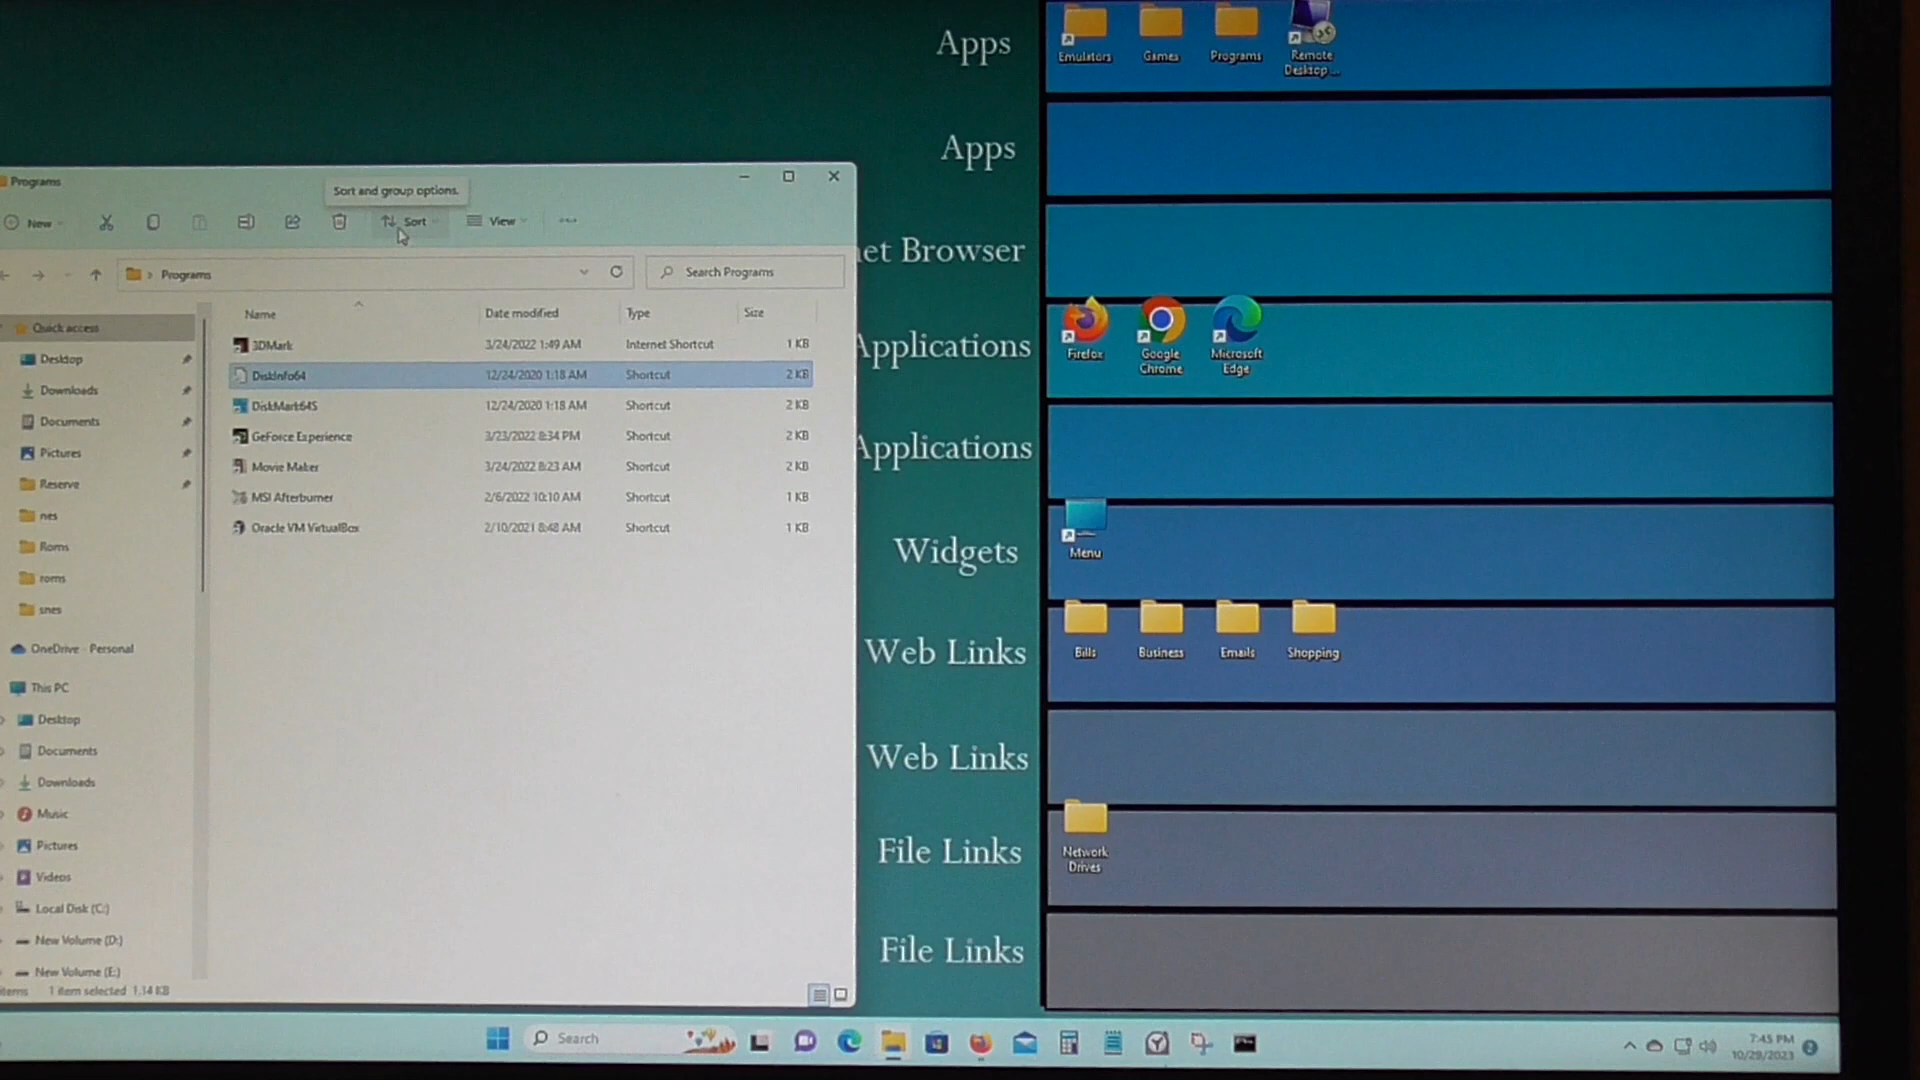 Apps
Emulators
Games
Programs
Remote
Desktop ...
Apps
et Browser
Applications
Firefox
Google
Chrome
Microsoft
Edge
Applications
Widgets
Menu
Web Links
Bills
Business
Emails
Shopping
Web Links
File Links
Network
Drives
File Links
Programs
Sort and group options.
New
Sort
View
Programs
Search Programs
Name
Date modified
Type
Size
3DMark 3/24/2022 1:49 AM Internet Shortcut 1 KB
DiskInfo64 12/24/2020 1:18 AM Shortcut 2 KB
DiskMark64S 12/24/2020 1:18 AM Shortcut 2 KB
GeForce Experience 3/23/2022 8:34 PM Shortcut 2 KB
Movie Maker 3/24/2022 8:23 AM Shortcut 2 KB
MSI Afterburner 2/6/2022 10:10 AM Shortcut 1 KB
Oracle VM VirtualBox 2/10/2021 8:48 AM Shortcut 1 KB
Quick access
Desktop
Downloads
Documents
Pictures
Reserve
nes
Roms
roms
snes
OneDrive - Personal
This PC
Desktop
Documents
Downloads
Music
Pictures
Videos
Local Disk (C:)
New Volume (D:)
New Volume (E:)
items 1 item selected 1.14 KB
Search
7:45 PM
10/29/2023
2